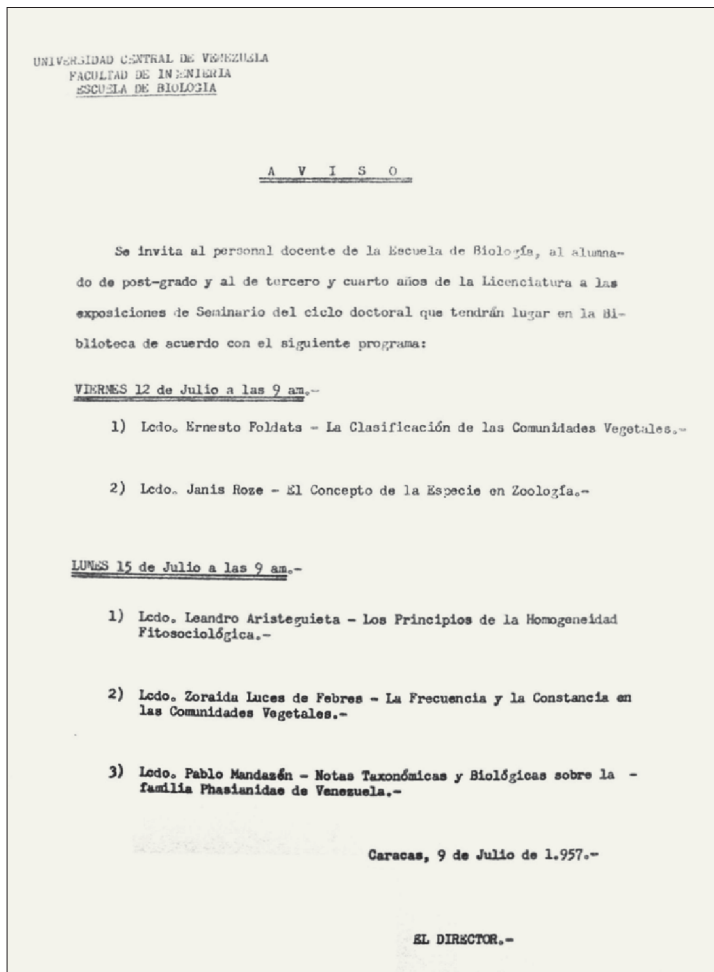 UNIVERSIDAD CENTRAL DE VENEZUELA
FACULTAD DE INGENIERIA
ESCUELA DE BIOLOGIA
A V I S O
Se invita al personal docente de la Escuela de Biología, al alumna-
do de post-grado y al de tercero y cuarto años de la Licenciatura a las
exposiciones de Seminario del ciclo doctoral que tendrán lugar en la Bi-
blioteca de acuerdo con el siguiente programa:
VIERNES 12 de Julio a las 9 am.-
1) Lcdo. Ernesto Foldats - La Clasificación de las Comunidades Vegetales.-
2) Lcdo. Janis Roze - El Concepto de la Especie en Zoología.-
LUNES 15 de Julio a las 9 am.-
1) Lcdo. Leandro Aristeguieta - Los Principios de la Homogeneidad
Fitosociológica.-
2) Lcdo. Zoraida Luces de Febres - La Frecuencia y la Constancia en
las Comunidades Vegetales.-
3) Lcdo. Pablo Mandazén - Notas Taxonómicas y Biológicas sobre la -
familia Phasianidae de Venezuela.-
Caracas, 9 de Julio de 1.957.-
EL DIRECTOR.-